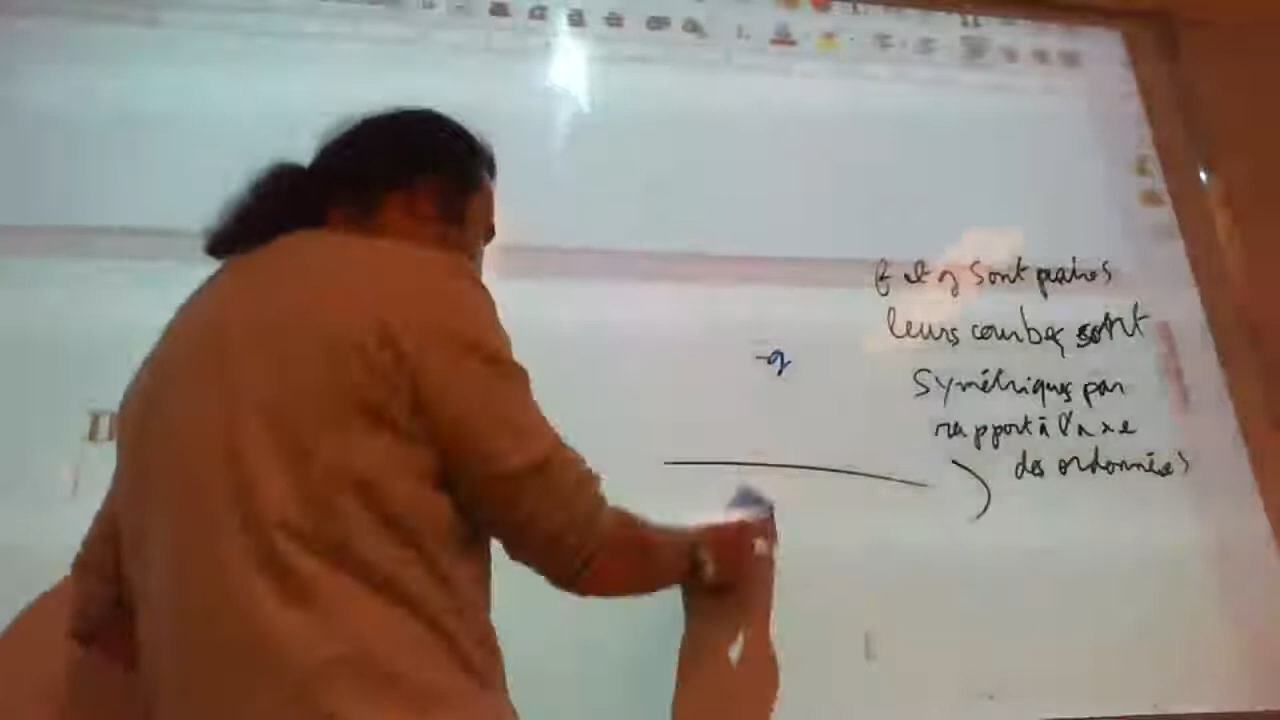 f et g sont paires
leurs courbes sont
symétriques par
rapport à l'axe
des ordonnées
-g